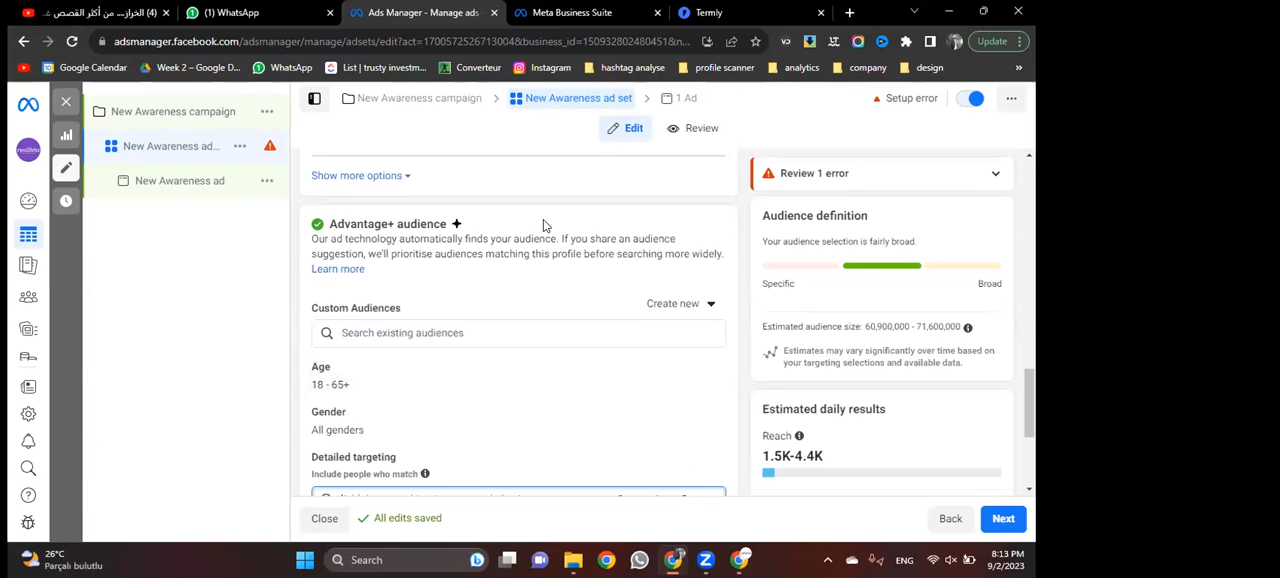 (4) الخراز... من أكثر القصص غ
(1) WhatsApp
Ads Manager - Manage ads
Meta Business Suite
Termly
adsmanager.facebook.com/adsmanager/manage/adsets/edit?act=1700572526713004&business_id=150932802480451&n...
Update
Google Calendar
Week 2 – Google D...
WhatsApp
List | trusty investm...
Converteur
Instagram
hashtag analyse
profile scanner
analytics
company
design
»
New Awareness campaign
New Awareness ad...
New Awareness ad
New Awareness campaign
New Awareness ad set
1 Ad
Setup error
Edit
Review
Show more options
Advantage+ audience
Our ad technology automatically finds your audience. If you share an audience
suggestion, we'll prioritise audiences matching this profile before searching more widely.
Learn more
Custom Audiences
Create new
Search existing audiences
Age
18 - 65+
Gender
All genders
Detailed targeting
Include people who match
Review 1 error
Audience definition
Your audience selection is fairly broad.
Specific
Broad
Estimated audience size: 60,900,000 - 71,600,000
Estimates may vary significantly over time based on
your targeting selections and available data.
Estimated daily results
Reach
1.5K-4.4K
Close
All edits saved
Back
Next
26°C
Parçalı bulutlu
Search
ENG
8:13 PM
9/2/2023